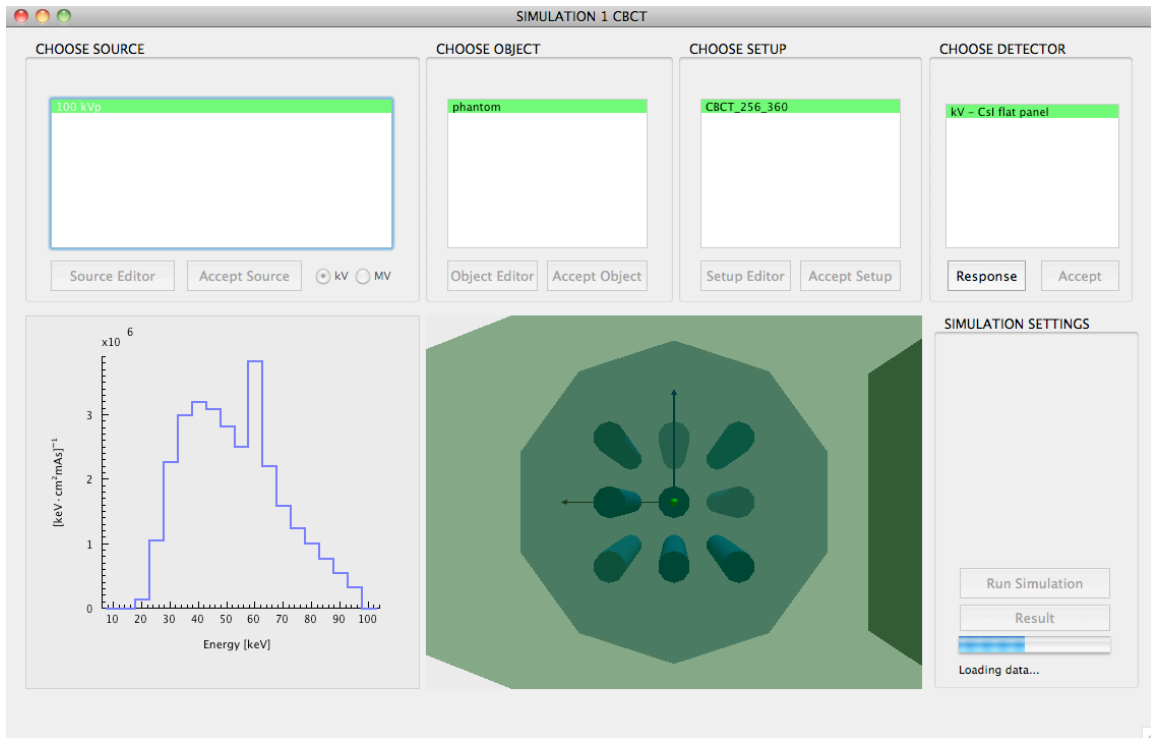 SIMULATION 1 CBCT
CHOOSE SOURCE
100 kVp
Source Editor
Accept Source
kV
MV
CHOOSE OBJECT
phantom
Object Editor
Accept Object
CHOOSE SETUP
CBCT_256_360
Setup Editor
Accept Setup
CHOOSE DETECTOR
kV - CsI flat panel
Response
Accept
x10 6
3
2
1
0
[keV · cm²mAs]⁻¹
10 20 30 40 50 60 70 80 90 100
Energy [keV]
SIMULATION SETTINGS
Run Simulation
Result
Loading data...